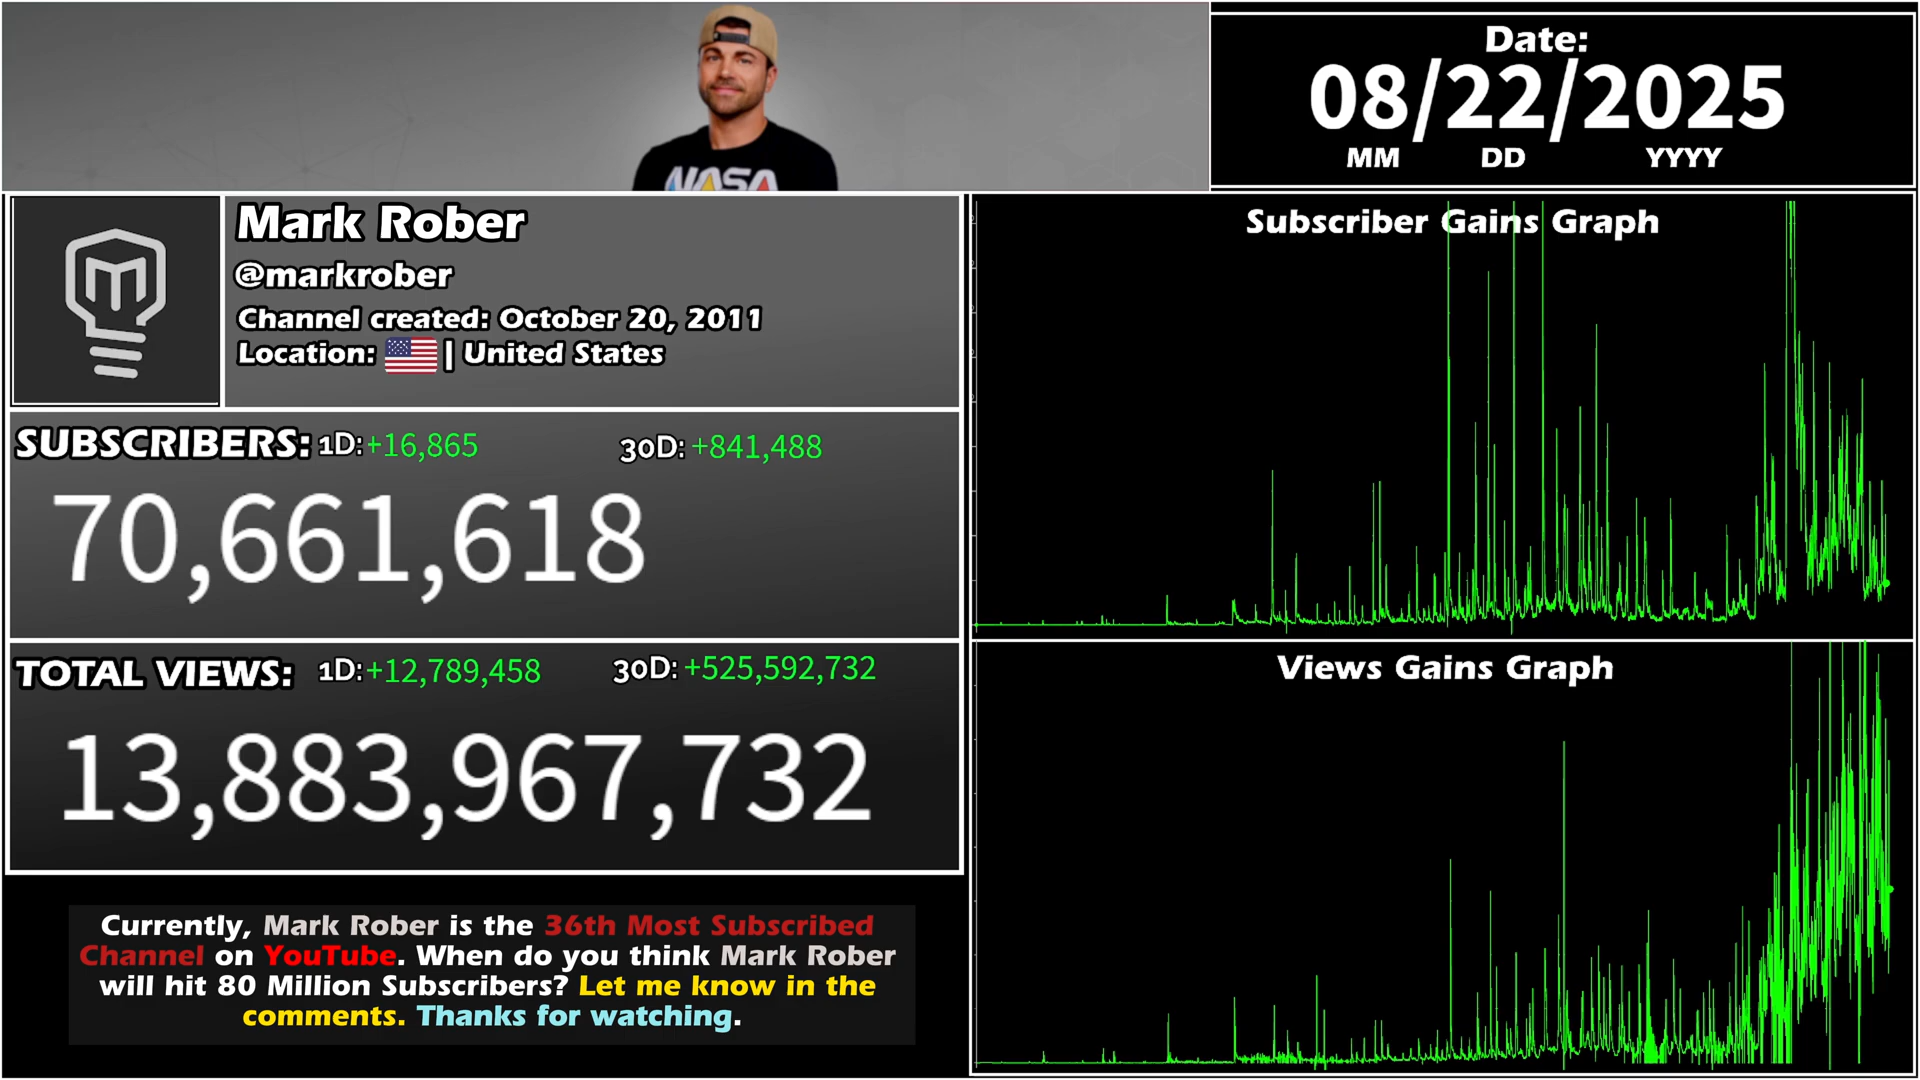 NASA
Date:
08/22/2025
MM DD YYYY
Mark Rober
@markrober
Channel created: October 20, 2011
Location: | United States
SUBSCRIBERS: 1D: +16,865 30D: +841,488
70,661,618
TOTAL VIEWS: 1D: +12,789,458 30D: +525,592,732
13,883,967,732
Currently, Mark Rober is the 36th Most Subscribed
Channel on YouTube. When do you think Mark Rober
will hit 80 Million Subscribers? Let me know in the
comments. Thanks for watching.
Subscriber Gains Graph
Views Gains Graph